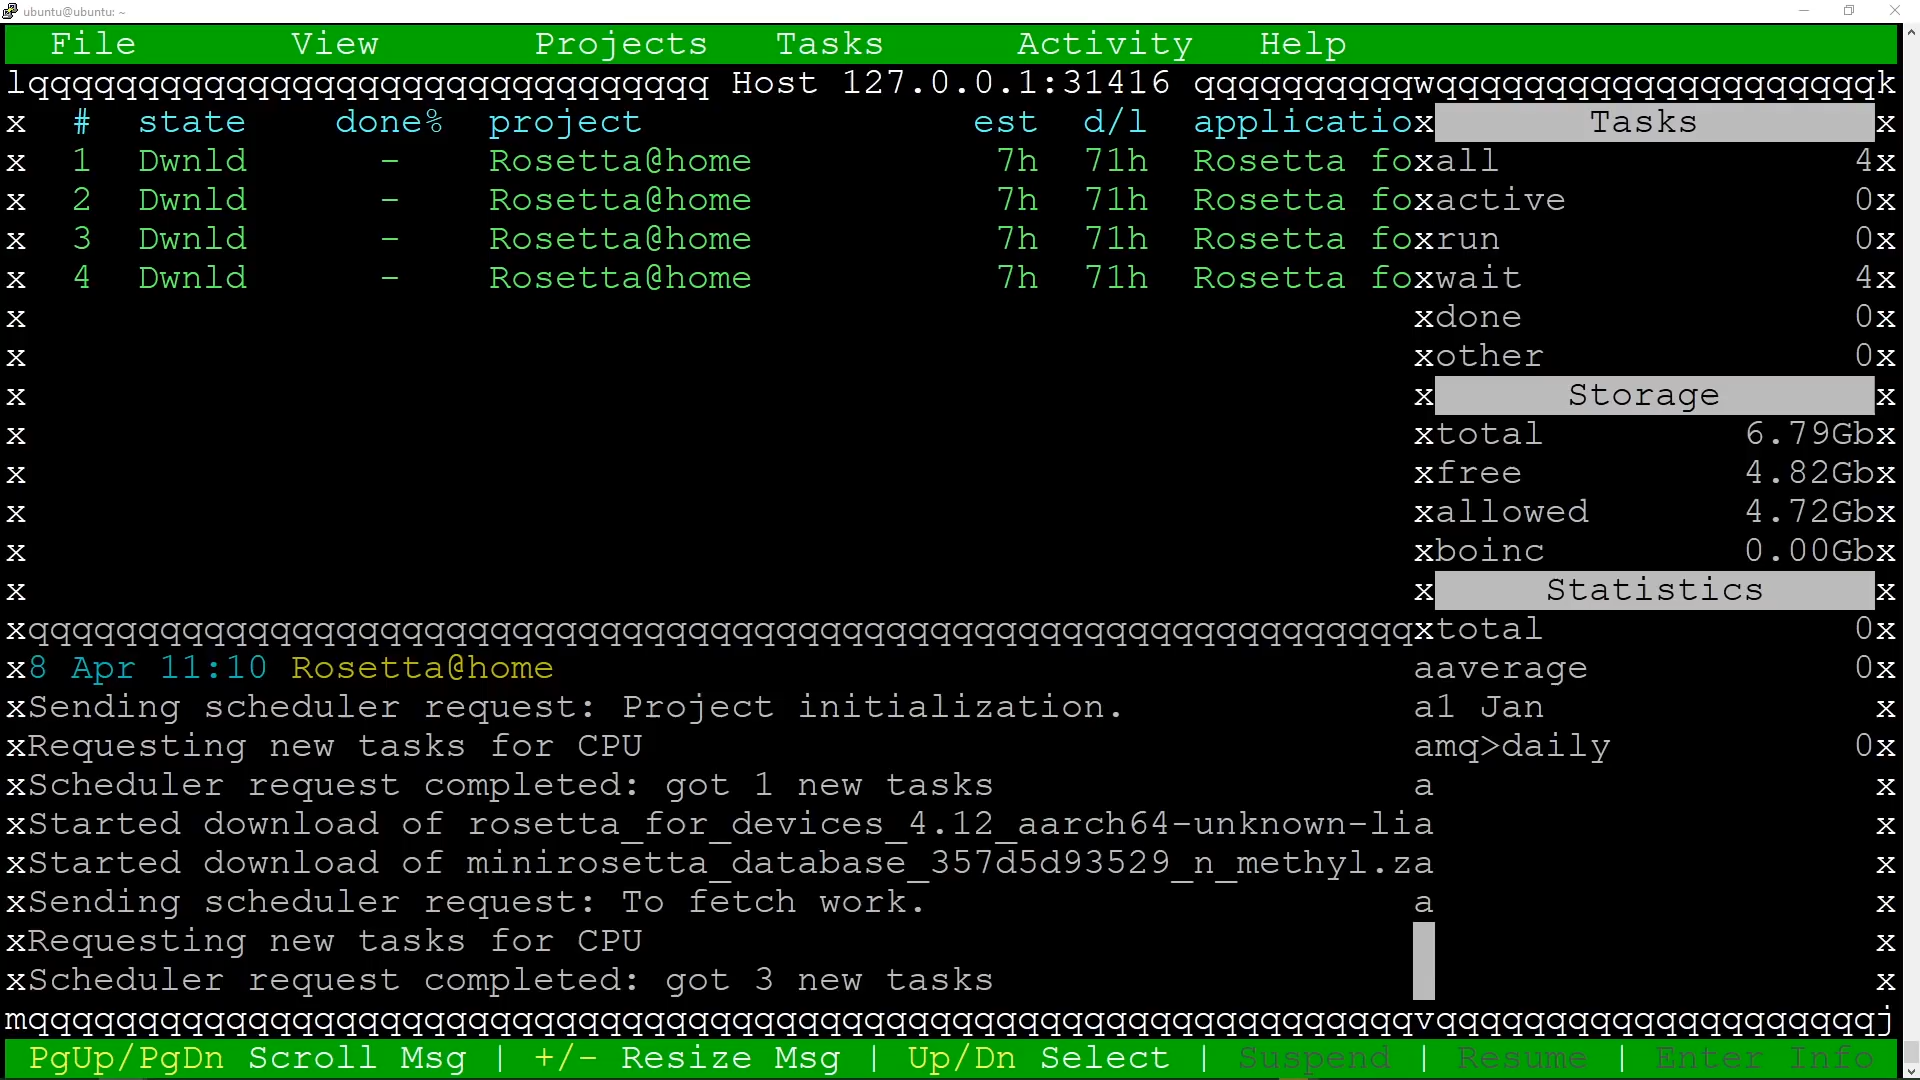 ubuntu@ubuntu: ~
File View Projects Tasks Activity Help
lqqqqqqqqqqqqqqqqqqqqqqqqqqqqqqq Host 127.0.0.1:31416 qqqqqqqqqqwqqqqqqqqqqqqqqqqqqqqk
x # state done% project est d/l applicatiox Tasks x
x 1 Dwnld - Rosetta@home 7h 71h Rosetta foxall 4x
x 2 Dwnld - Rosetta@home 7h 71h Rosetta foxactive 0x
x 3 Dwnld - Rosetta@home 7h 71h Rosetta foxrun 0x
x 4 Dwnld - Rosetta@home 7h 71h Rosetta foxwait 4x
x xdone 0x
x xother 0x
x x Storage x
x xtotal 6.79Gbx
x xfree 4.82Gbx
x xallowed 4.72Gbx
x xboinc 0.00Gbx
x x Statistics x
xqqqqqqqqqqqqqqqqqqqqqqqqqqqqqqqqqqqqqqqqqqqqqqqqqqqqqqqqqqqqqqqxtotal 0x
x8 Apr 11:10 Rosetta@home aaverage 0x
xSending scheduler request: Project initialization. a1 Jan x
xRequesting new tasks for CPU amq>daily 0x
xScheduler request completed: got 1 new tasks a x
xStarted download of rosetta_for_devices_4.12_aarch64-unknown-lia x
xStarted download of minirosetta_database_357d5d93529_n_methyl.za x
xSending scheduler request: To fetch work. a x
xRequesting new tasks for CPU x
xScheduler request completed: got 3 new tasks x
mqqqqqqqqqqqqqqqqqqqqqqqqqqqqqqqqqqqqqqqqqqqqqqqqqqqqqqqqqqqqqqqvqqqqqqqqqqqqqqqqqqqqj
PgUp/PgDn Scroll Msg | +/- Resize Msg | Up/Dn Select | Suspend | Resume | Enter Info